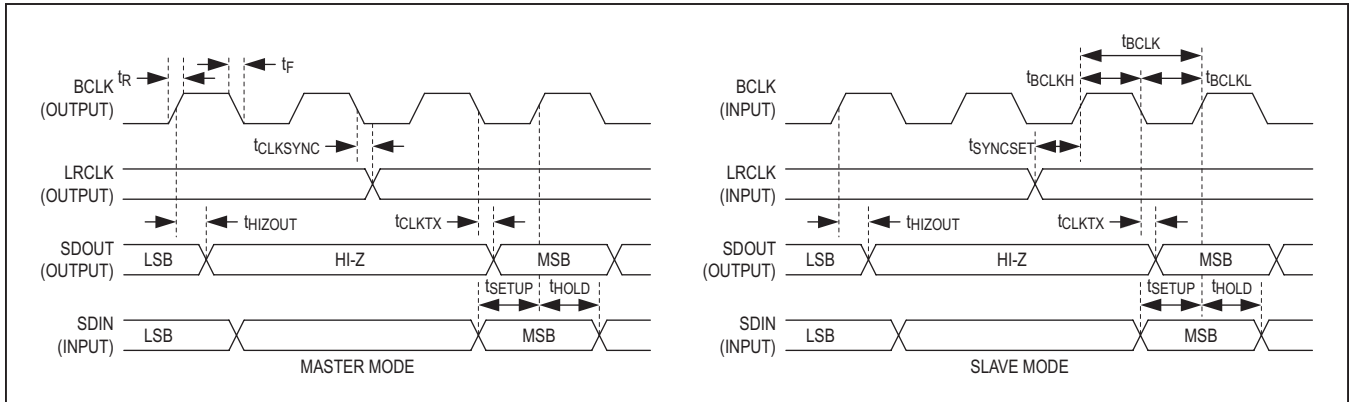 tR
tF
BCLK
(OUTPUT)
tCLKSYNC
LRCLK
(OUTPUT)
tHIZOUT
tCLKTX
SDOUT
(OUTPUT)
LSB
HI-Z
MSB
tSETUP
tHOLD
SDIN
(INPUT)
LSB
MSB
MASTER MODE
tBCLK
tBCLKH
tBCLKL
BCLK
(INPUT)
tSYNCSET
LRCLK
(INPUT)
tHIZOUT
tCLKTX
SDOUT
(OUTPUT)
LSB
HI-Z
MSB
tSETUP
tHOLD
SDIN
(INPUT)
LSB
MSB
SLAVE MODE